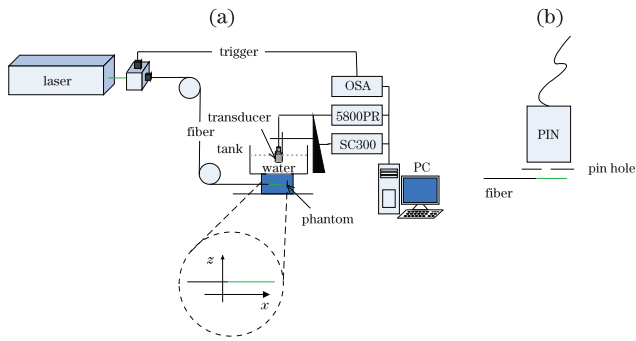 (a)
(b)
trigger
laser
OSA
transducer
5800PR
fiber
tank
SC300
water
PC
phantom
z
x
PIN
pin hole
fiber